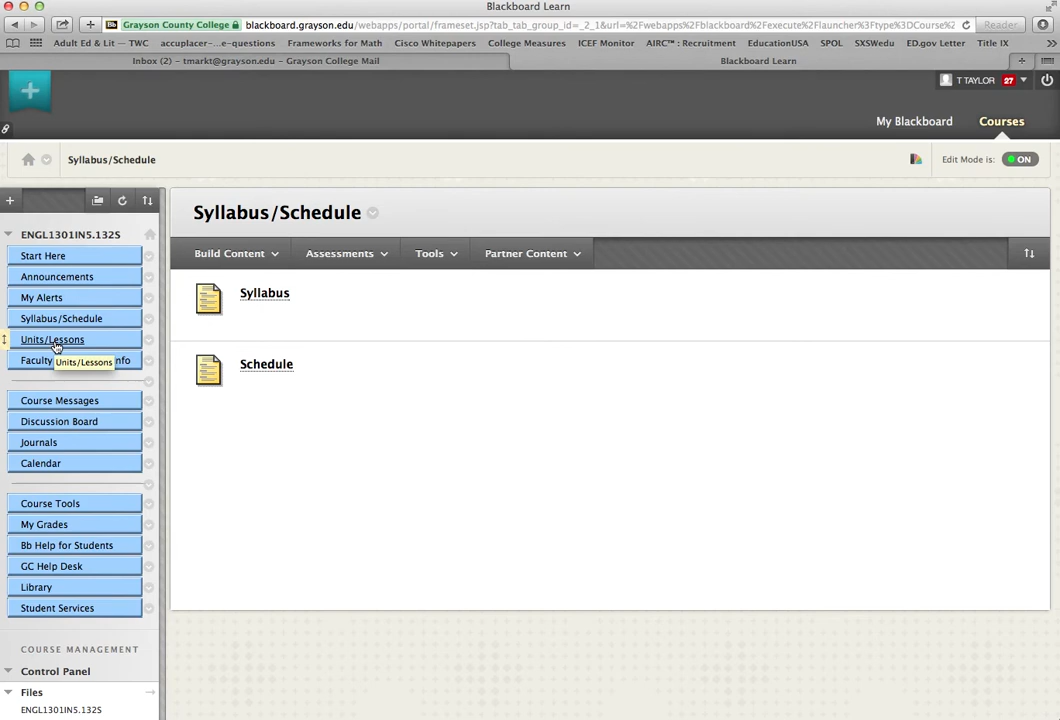 Blackboard Learn
Grayson County College blackboard.grayson.edu/webapps/portal/frameset.jsp?tab_tab_group_id=_2_1&url=%2Fwebapps%2Fblackboard%2Fexecute%2Flauncher%3Ftype%3DCourse% Reader
Adult Ed & Lit — TWC accuplacer-...e-questions Frameworks for Math Cisco Whitepapers College Measures ICEF Monitor AIRC™ : Recruitment EducationUSA SPOL SXSWedu ED.gov Letter Title IX
Inbox (2) - tmarkt@grayson.edu - Grayson College Mail Blackboard Learn
T TAYLOR 27
My Blackboard Courses
Syllabus/Schedule Edit Mode is: ON
Syllabus/Schedule
ENGL1301IN5.132S
Build Content Assessments Tools Partner Content
Start Here
Announcements
My Alerts
Syllabus/Schedule
Units/Lessons
Faculty nfo
Units/Lessons
Course Messages
Discussion Board
Journals
Calendar
Course Tools
My Grades
Bb Help for Students
GC Help Desk
Library
Student Services
COURSE MANAGEMENT
Control Panel
Files
ENGL1301IN5.132S
Syllabus
Schedule